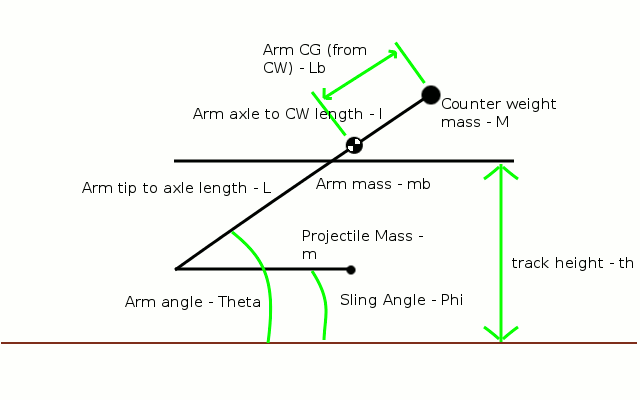 Arm CG (from
CW) - Lb
Arm axle to CW length - l
Counter weight
mass - M
Arm tip to axle length - L
Arm mass - mb
Projectile Mass -
m
track height - th
Arm angle - Theta
Sling Angle - Phi